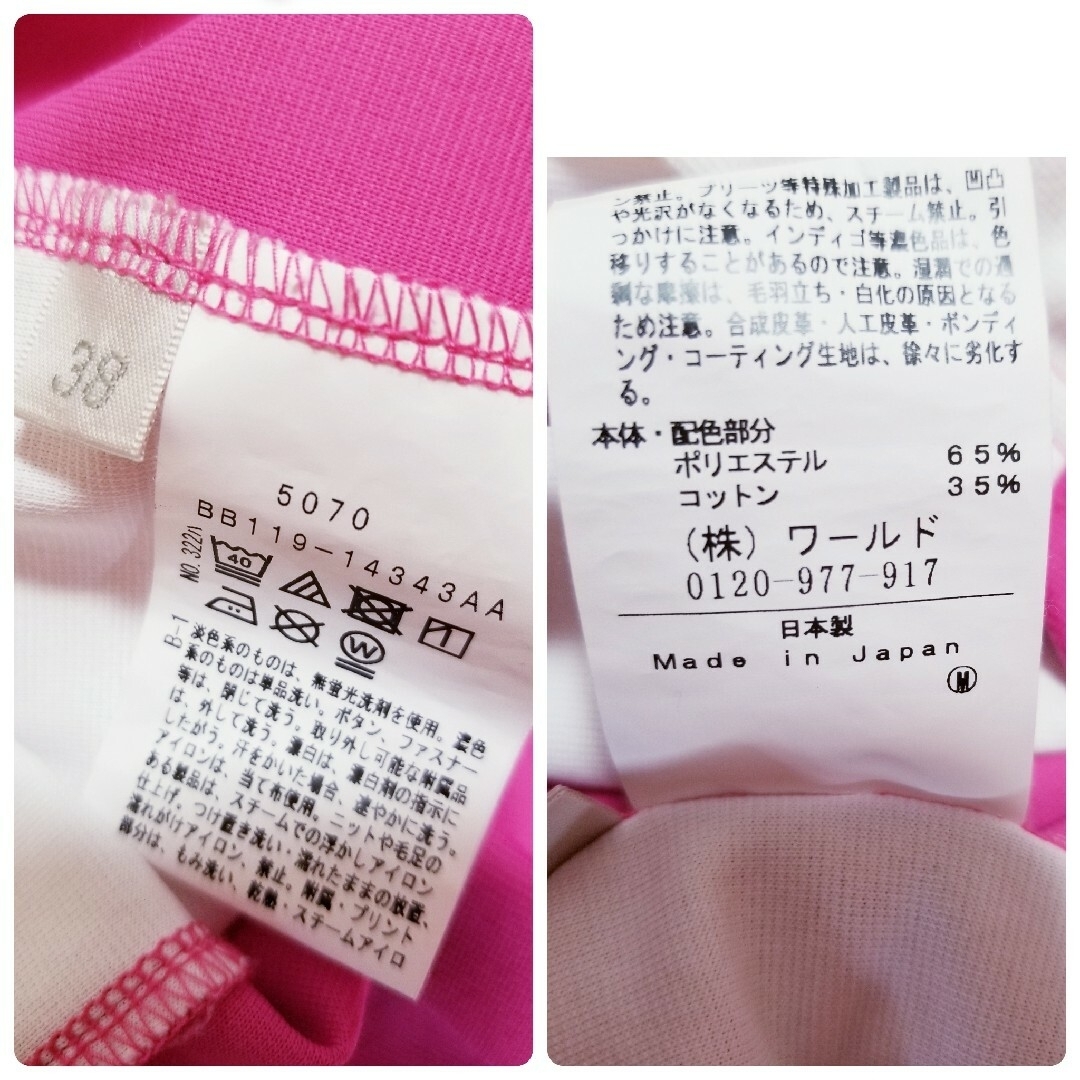 38
5070
BB119-14343AA
NO.322ハ
40
W
B-1
淡色系のものは、無蛍光洗剤を使用。濃色
系のものは単品洗い。ボタン、ファスナー
等は、閉じて洗う。取り外し可能な附属品
は、外して洗う。漂白は、漂白剤の指示に
したがう。汗をかいた場合、速やかに洗う。
アイロンは、当て布使用。ニットや毛足の
ある製品は、スチームでの浮かしアイロン
仕上げ。つけ置き洗い・濡れたままの放置、
濡れがけアイロン、禁止。附属・プリント
部分は、もみ洗い、乾燥・スチームアイロ
ン禁止。プリーツ等特殊加工製品は、凹凸
や光沢がなくなるため、スチーム禁止。引
っかけに注意。インディゴ等濃色品は、色
移りすることがあるので注意。湿潤での過
剰な摩擦は、毛羽立ち・白化の原因となる
ため注意。合成皮革・人工皮革・ボンディ
ング・コーティング生地は、徐々に劣化す
る。
本体・配色部分
ポリエステル 65%
コットン 35%
(株)ワールド
0120-977-917
日本製
Made in Japan
M